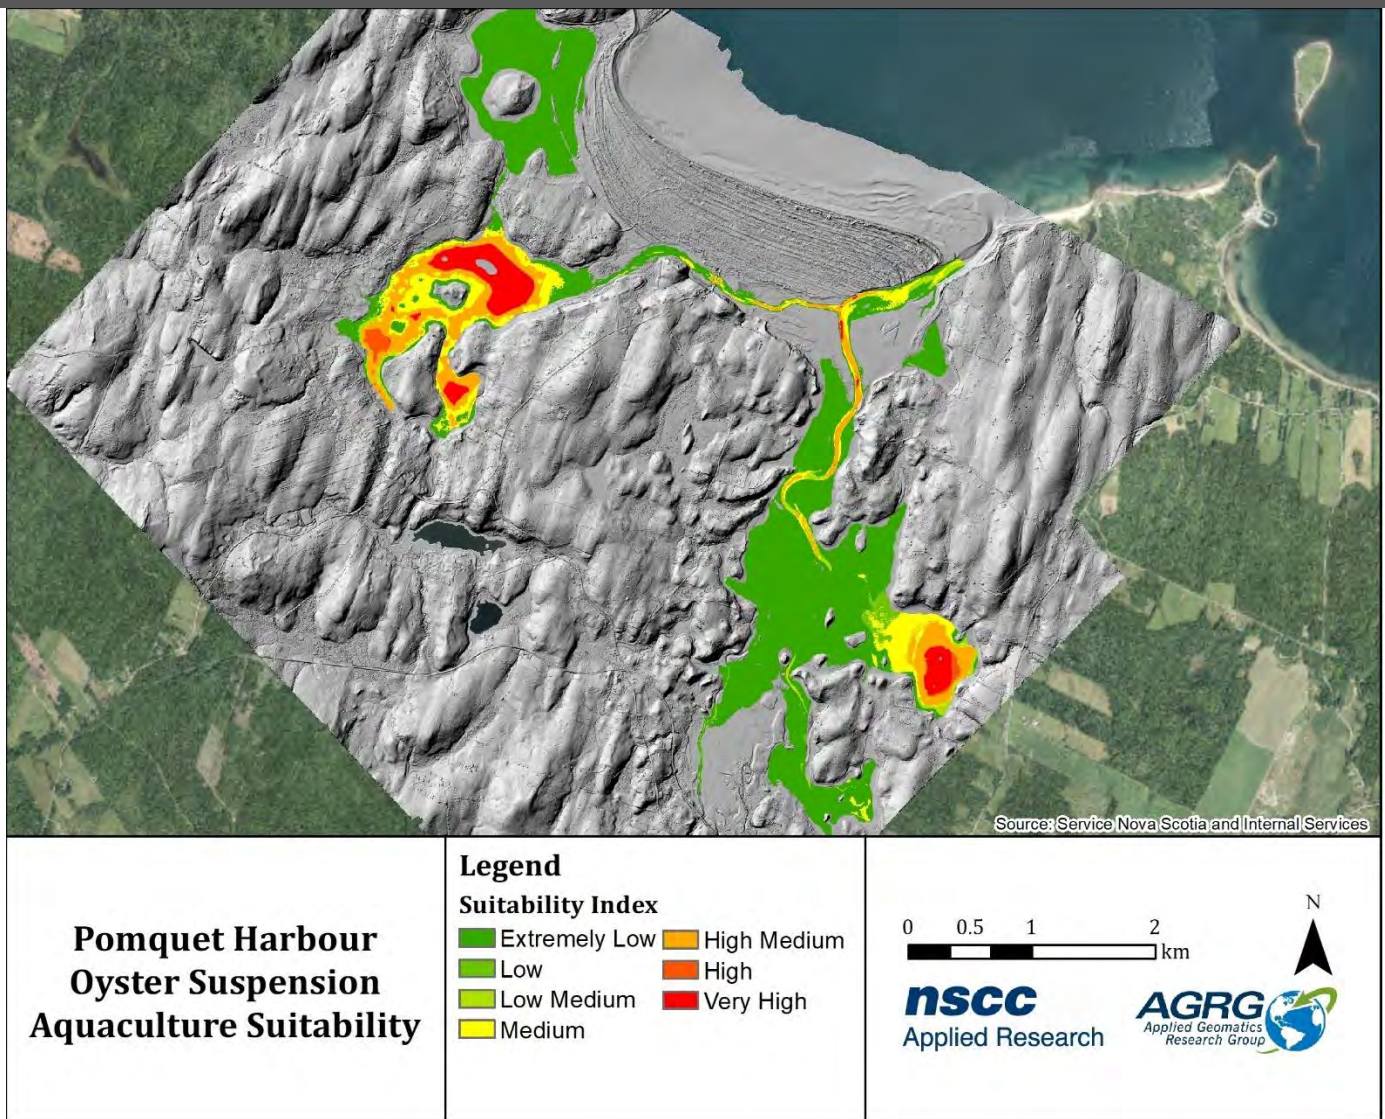 Source: Service Nova Scotia and Internal Services
Pomquet Harbour
Oyster Suspension
Aquaculture Suitability
Legend
Suitability Index
Extremely Low
Low
Low Medium
Medium
High Medium
High
Very High
0 0.5 1 2
km
N
nscc
Applied Research
AGRG
Applied Geomatics
Research Group